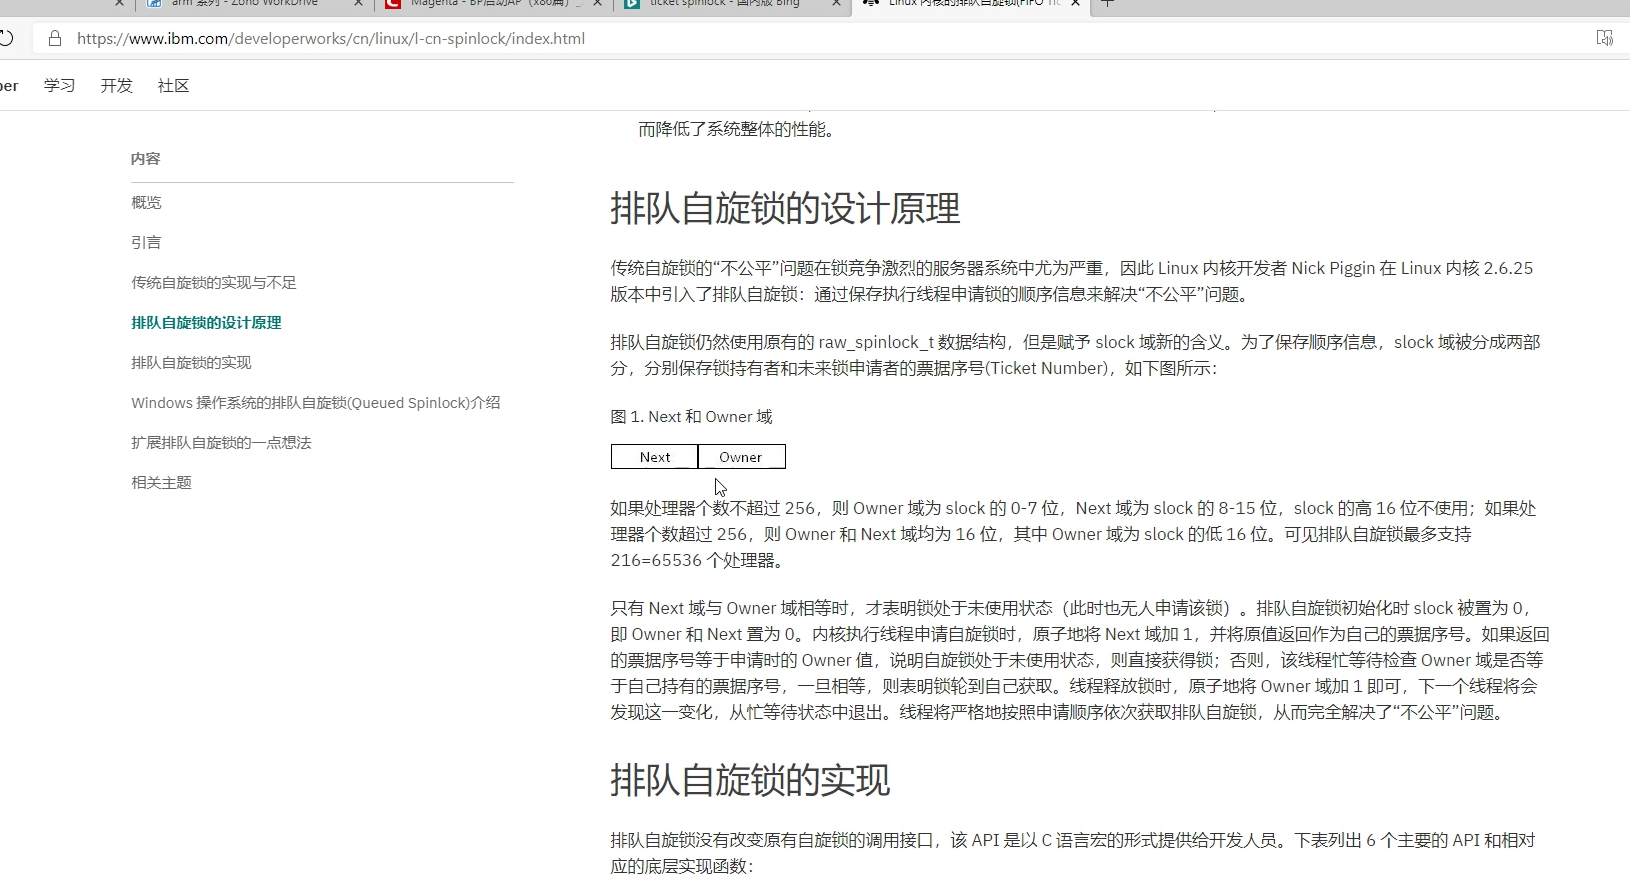 arm 系列 - Zoho WorkDrive
Magenta - BP启动AP（x86篇）_
ticket spinlock - 国内版 Bing
Linux 内核的排队自旋锁(FIFO Tic
https://www.ibm.com/developerworks/cn/linux/l-cn-spinlock/index.html
per 学习 开发 社区
而降低了系统整体的性能。
内容
概览
引言
传统自旋锁的实现与不足
排队自旋锁的设计原理
排队自旋锁的实现
Windows 操作系统的排队自旋锁(Queued Spinlock)介绍
扩展排队自旋锁的一点想法
相关主题
排队自旋锁的设计原理
传统自旋锁的“不公平”问题在锁竞争激烈的服务器系统中尤为严重，因此 Linux 内核开发者 Nick Piggin 在 Linux 内核 2.6.25
版本中引入了排队自旋锁：通过保存执行线程申请锁的顺序信息来解决“不公平”问题。
排队自旋锁仍然使用原有的 raw_spinlock_t 数据结构，但是赋予 slock 域新的含义。为了保存顺序信息，slock 域被分成两部
分，分别保存锁持有者和未来锁申请者的票据序号(Ticket Number)，如下图所示：
图 1. Next 和 Owner 域
Next Owner
如果处理器个数不超过 256，则 Owner 域为 slock 的 0-7 位，Next 域为 slock 的 8-15 位，slock 的高 16 位不使用；如果处
理器个数超过 256，则 Owner 和 Next 域均为 16 位，其中 Owner 域为 slock 的低 16 位。可见排队自旋锁最多支持
216=65536 个处理器。
只有 Next 域与 Owner 域相等时，才表明锁处于未使用状态（此时也无人申请该锁）。排队自旋锁初始化时 slock 被置为 0，
即 Owner 和 Next 置为 0。内核执行线程申请自旋锁时，原子地将 Next 域加 1，并将原值返回作为自己的票据序号。如果返回
的票据序号等于申请时的 Owner 值，说明自旋锁处于未使用状态，则直接获得锁；否则，该线程忙等待检查 Owner 域是否等
于自己持有的票据序号，一旦相等，则表明锁轮到自己获取。线程释放锁时，原子地将 Owner 域加 1 即可，下一个线程将会
发现这一变化，从忙等待状态中退出。线程将严格地按照申请顺序依次获取排队自旋锁，从而完全解决了“不公平”问题。
排队自旋锁的实现
排队自旋锁没有改变原有自旋锁的调用接口，该 API 是以 C 语言宏的形式提供给开发人员。下表列出 6 个主要的 API 和相对
应的底层实现函数：